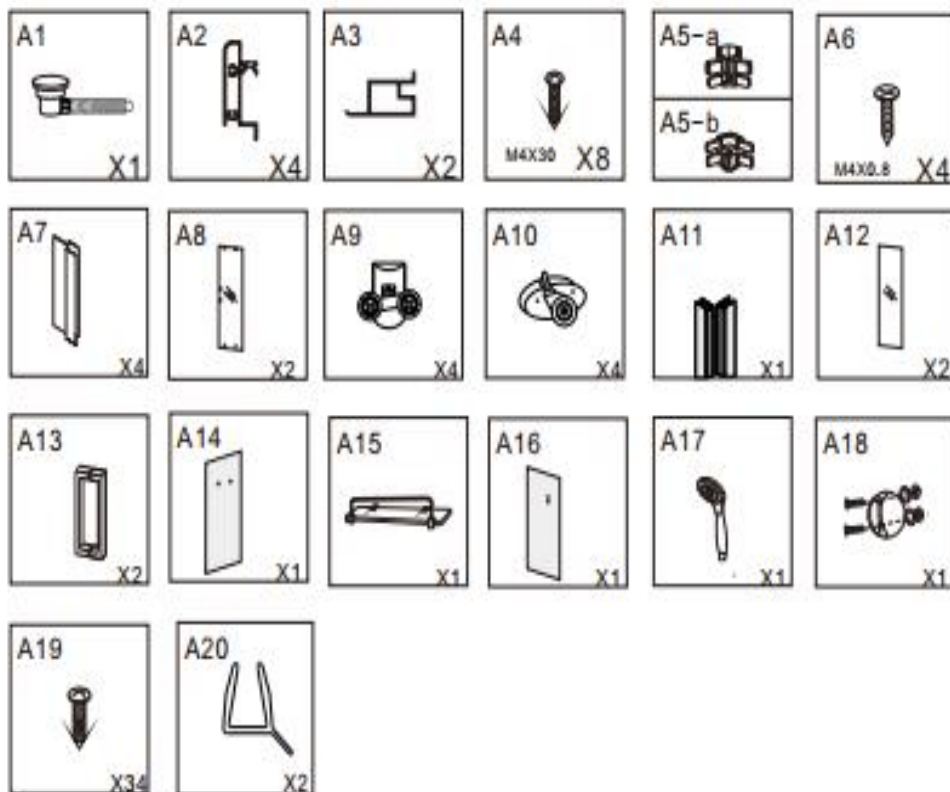 A1
X1
A2
X4
A3
X2
A4
M4X30 X8
A5-a
A5-b
A6
M4X0.8 X4
A7
X4
A8
X2
A9
X4
A10
X4
A11
X1
A12
X2
A13
X2
A14
X1
A15
X1
A16
X1
A17
X1
A18
X1
A19
X34
A20
X2